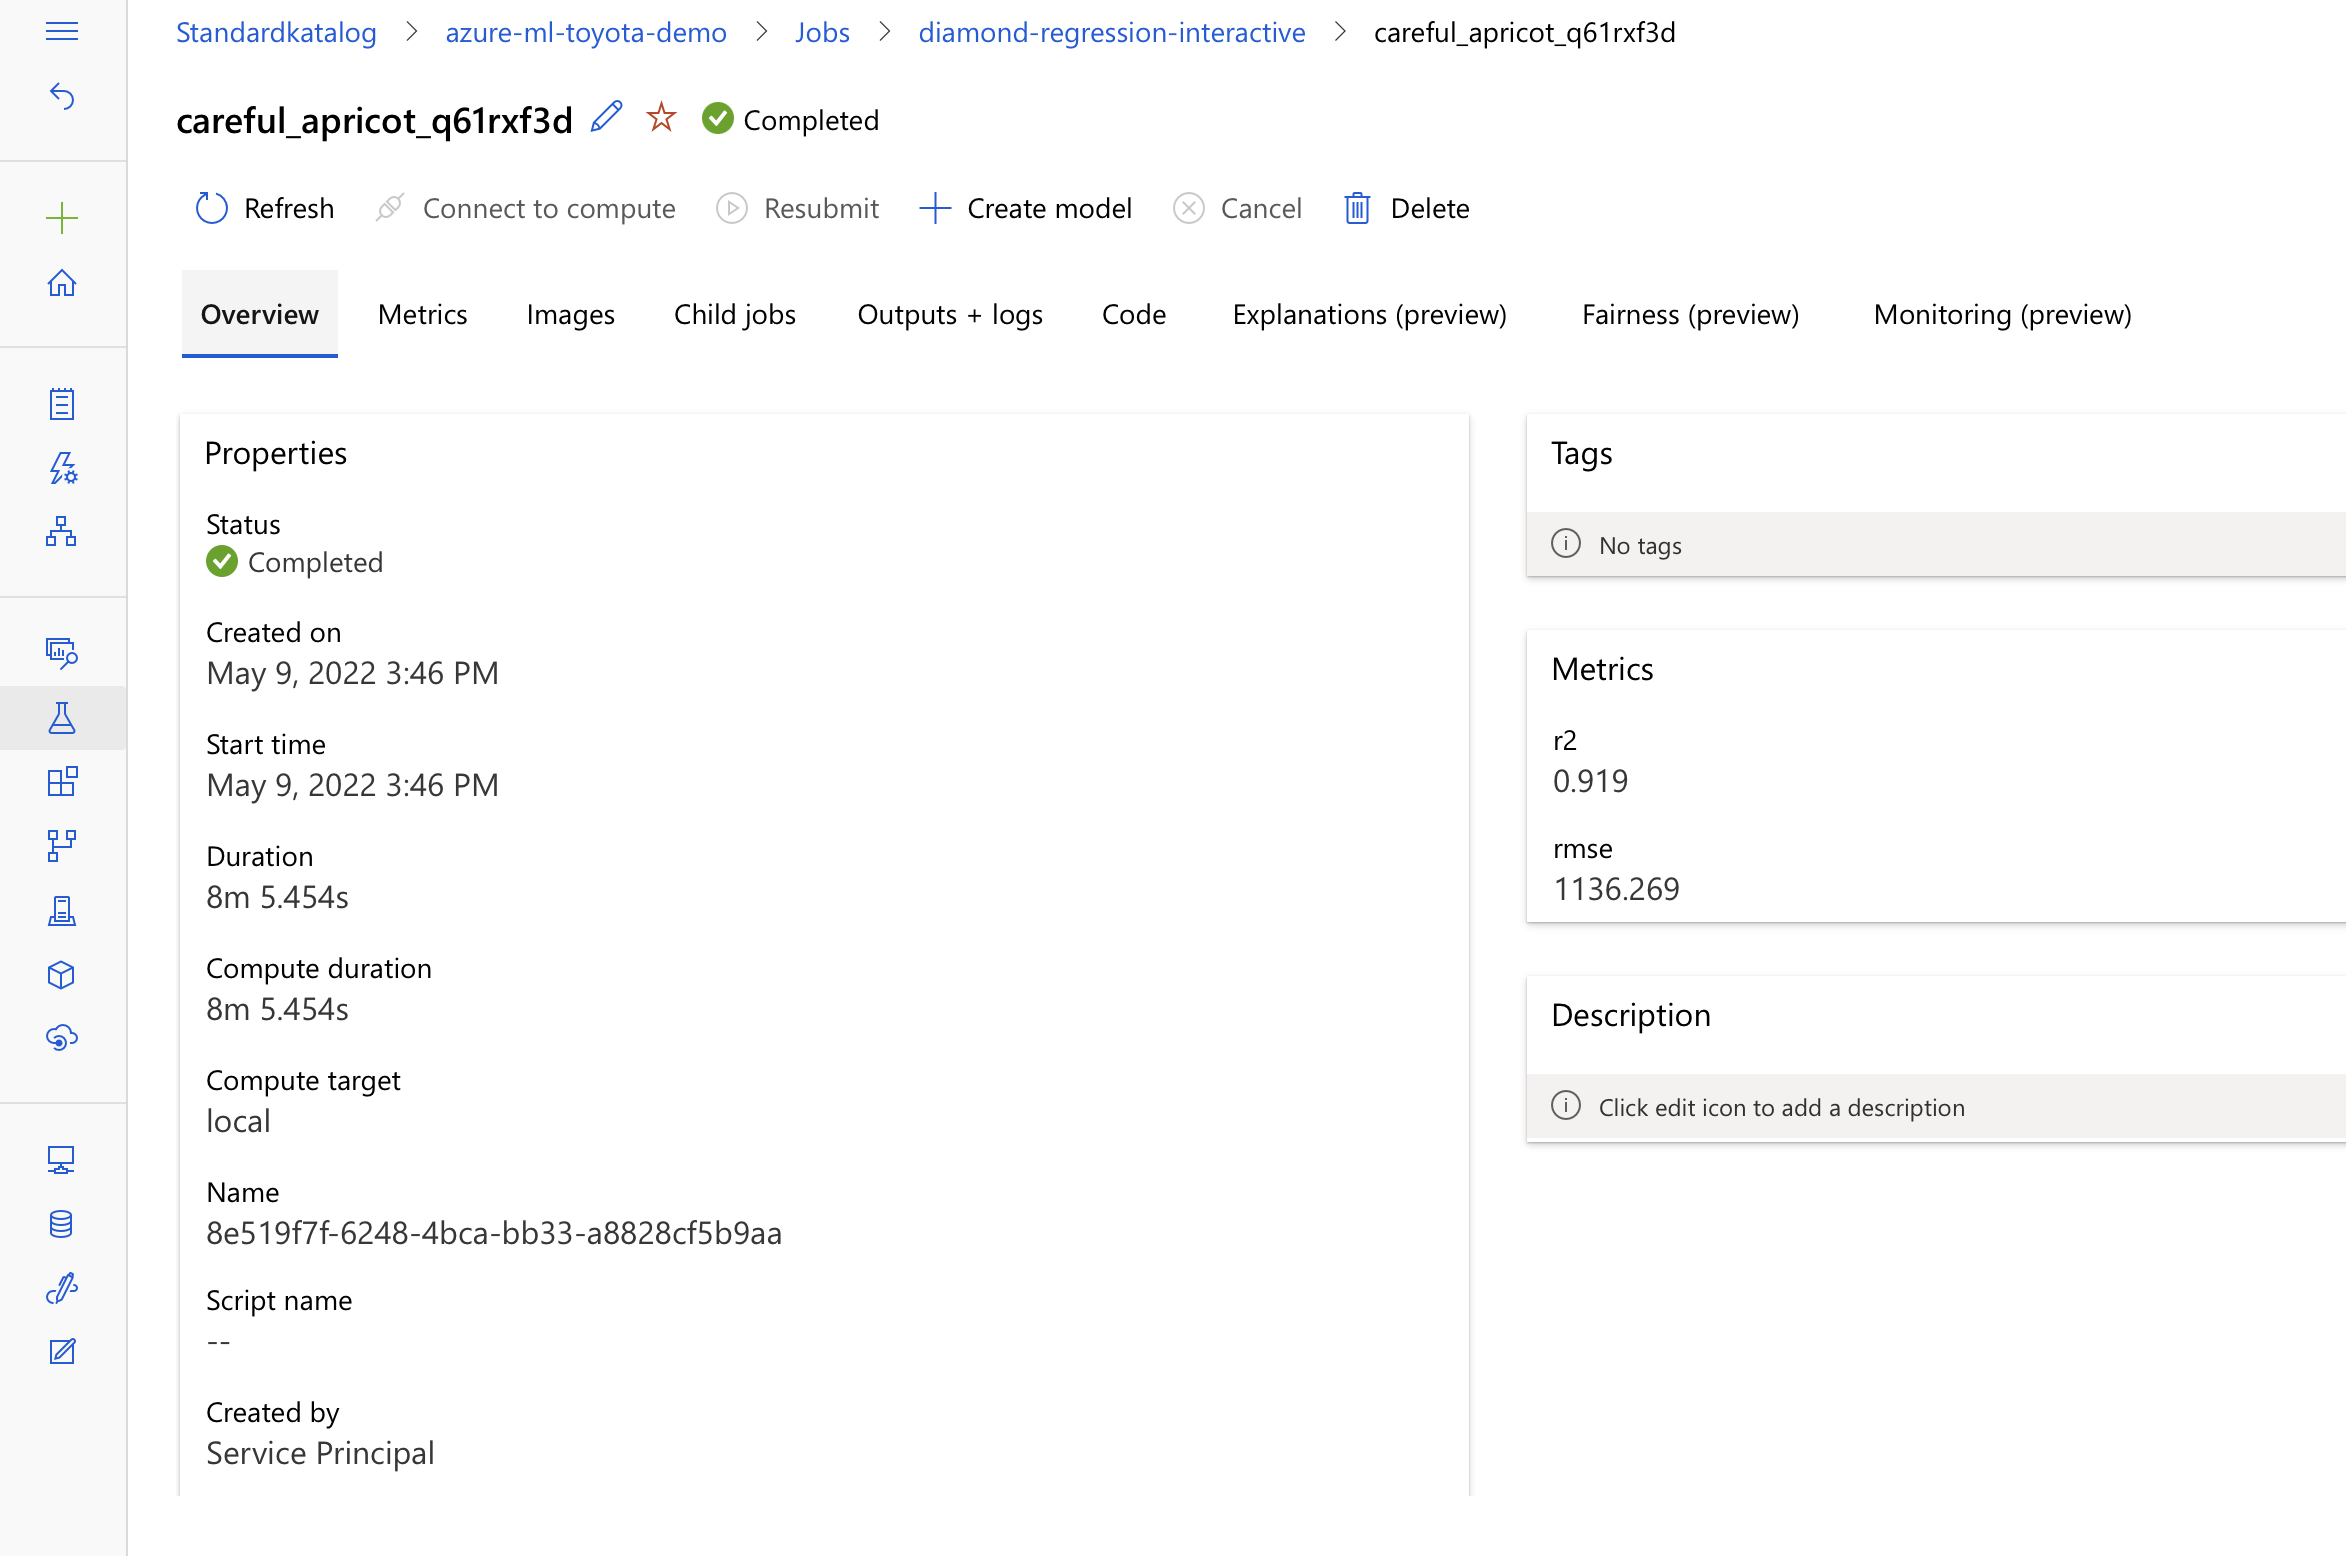 Standardkatalog > azure-ml-toyota-demo > Jobs > diamond-regression-interactive > careful_apricot_q61rxf3d
careful_apricot_q61rxf3d Completed
Refresh Connect to compute Resubmit Create model Cancel Delete
Overview Metrics Images Child jobs Outputs + logs Code Explanations (preview) Fairness (preview) Monitoring (preview)
Properties
Status
Completed
Created on
May 9, 2022 3:46 PM
Start time
May 9, 2022 3:46 PM
Duration
8m 5.454s
Compute duration
8m 5.454s
Compute target
local
Name
8e519f7f-6248-4bca-bb33-a8828cf5b9aa
Script name
--
Created by
Service Principal
Tags
No tags
Metrics
r2
0.919
rmse
1136.269
Description
Click edit icon to add a description